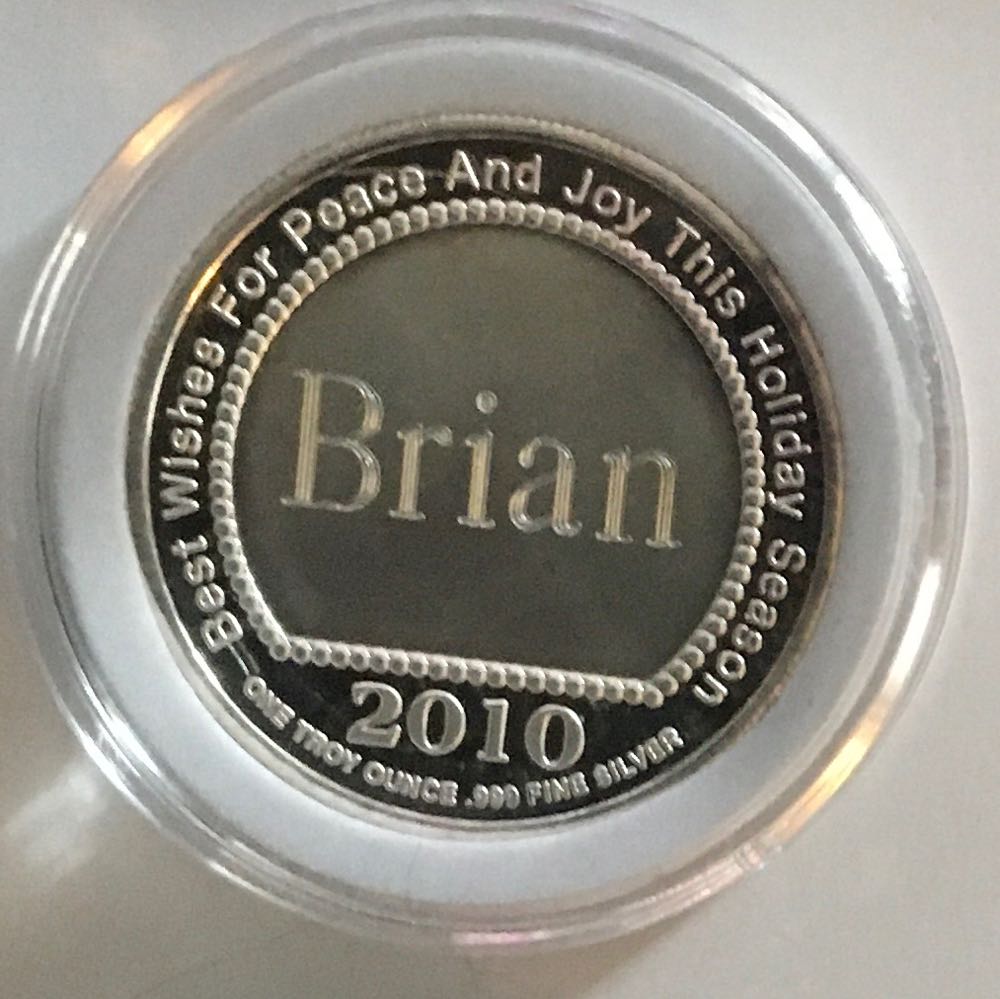 Best Wishes For Peace And Joy This Holiday Season
Brian
2010
ONE TROY OUNCE .999 FINE SILVER